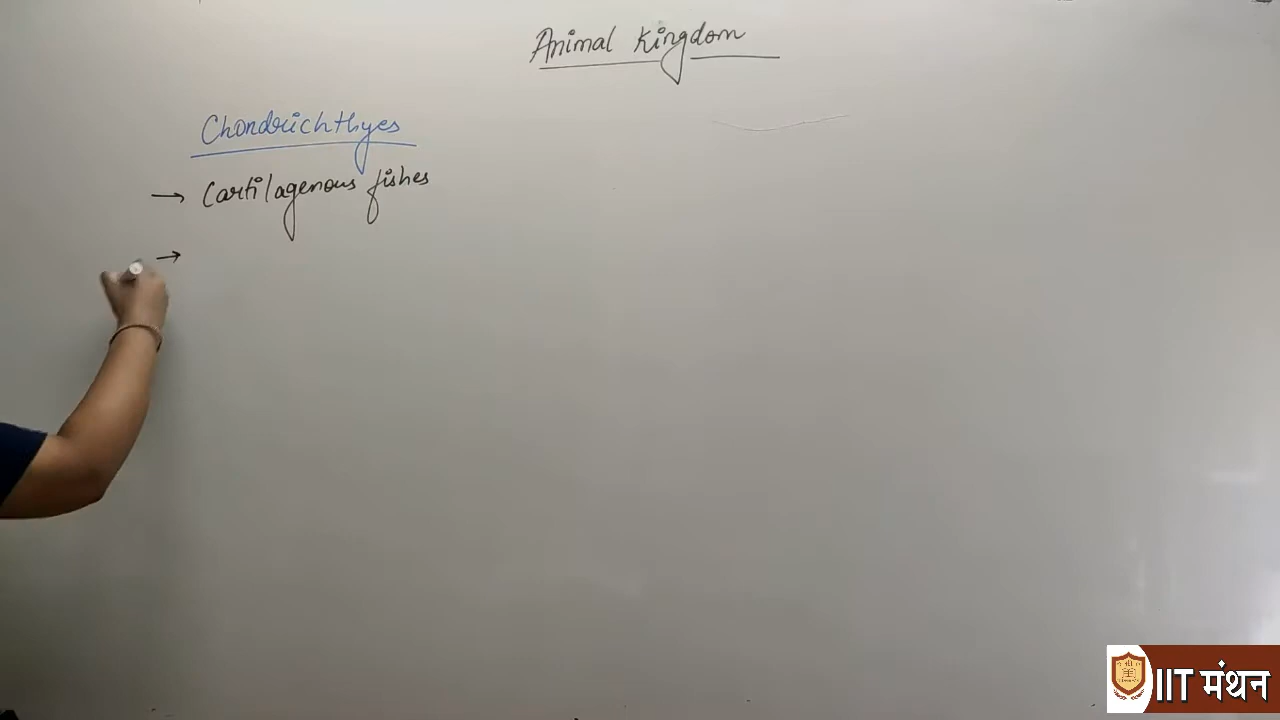 Animal Kingdom
Chondrichthyes
→ Cartilagenous fishes
→
IIT मंथन